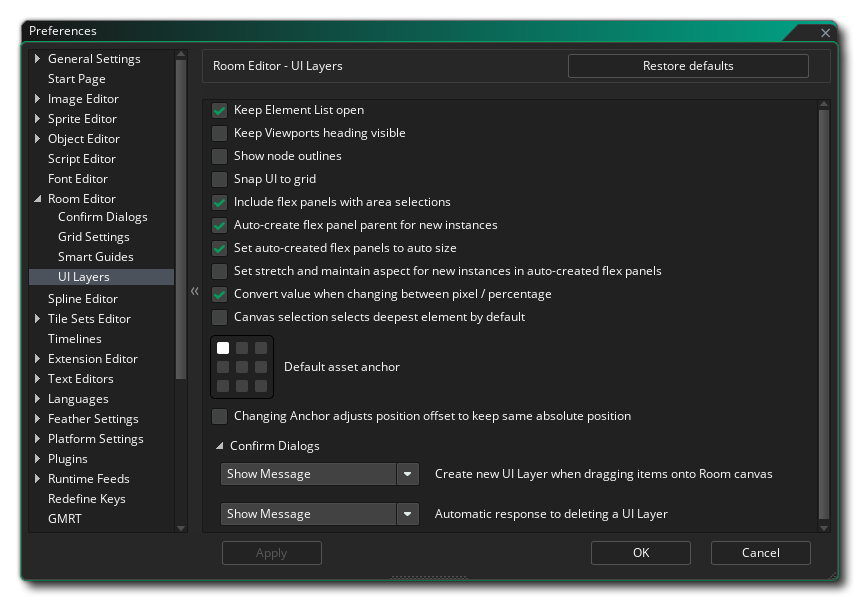 Preferences
General Settings
Start Page
Image Editor
Sprite Editor
Object Editor
Script Editor
Font Editor
Room Editor
Confirm Dialogs
Grid Settings
Smart Guides
UI Layers
Spline Editor
Tile Sets Editor
Timelines
Extension Editor
Text Editors
Languages
Feather Settings
Platform Settings
Plugins
Runtime Feeds
Redefine Keys
GMRT
Room Editor - UI Layers
Restore defaults
Keep Element List open
Keep Viewports heading visible
Show node outlines
Snap UI to grid
Include flex panels with area selections
Auto-create flex panel parent for new instances
Set auto-created flex panels to auto size
Set stretch and maintain aspect for new instances in auto-created flex panels
Convert value when changing between pixel / percentage
Canvas selection selects deepest element by default
Default asset anchor
Changing Anchor adjusts position offset to keep same absolute position
Confirm Dialogs
Show Message
Create new UI Layer when dragging items onto Room canvas
Show Message
Automatic response to deleting a UI Layer
Apply
OK
Cancel